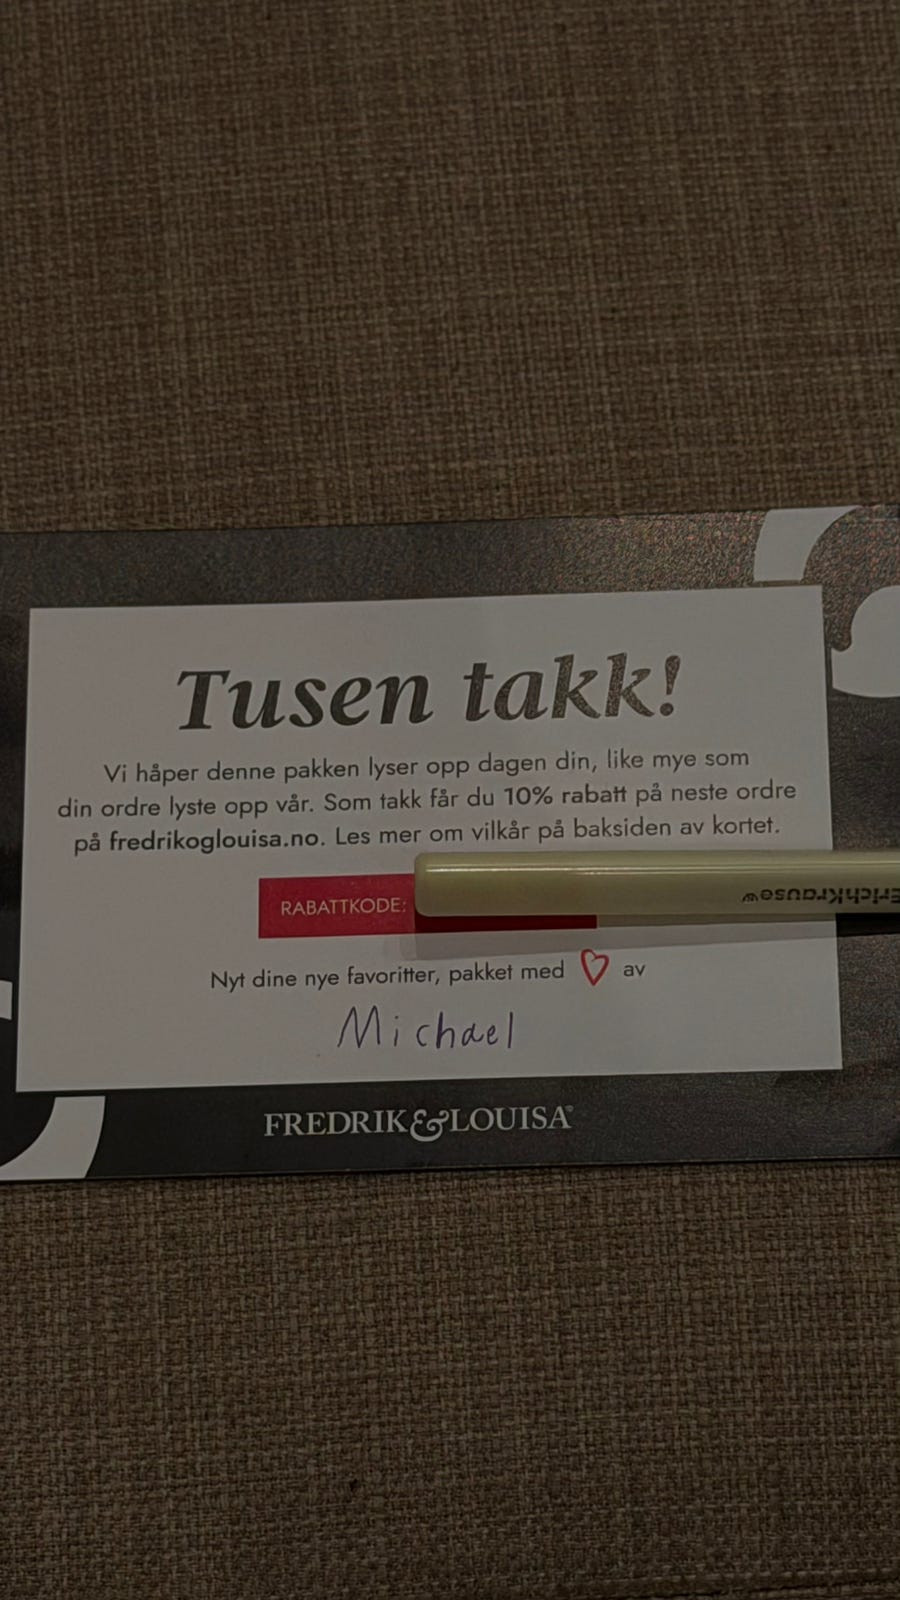 Tusen takk!
Vi håper denne pakken lyser opp dagen din, like mye som
din ordre lyste opp vår. Som takk får du 10% rabatt på neste ordre
på fredrikoglouisa.no. Les mer om vilkår på baksiden av kortet.
ErichKrause®
RABATTKODE:
Nyt dine nye favoritter, pakket med ♡ av
Michael
FREDRIK&LOUISA®